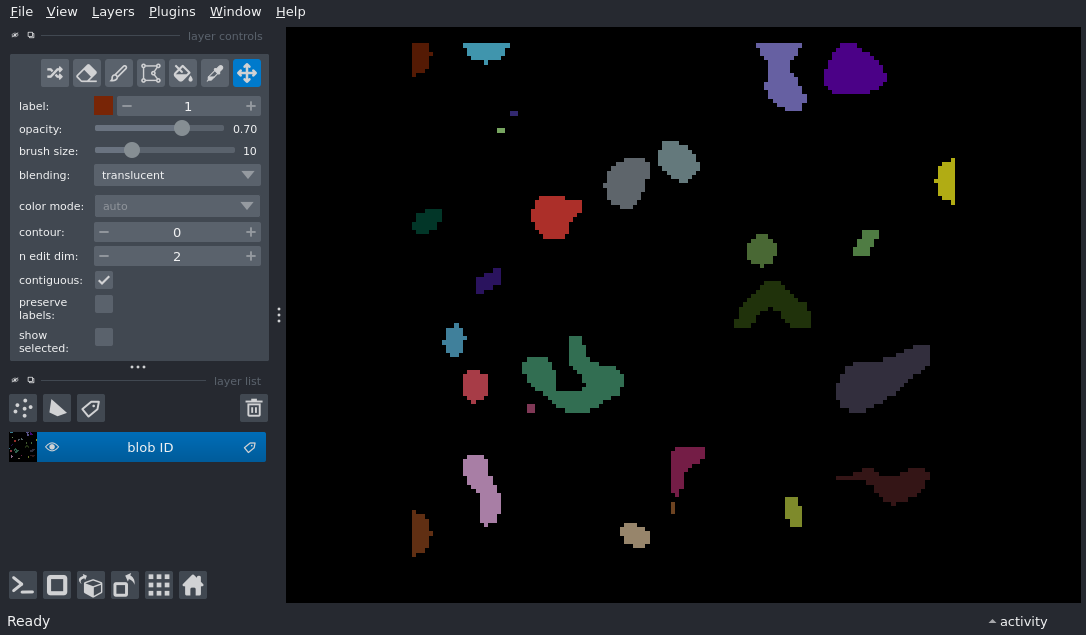 File View Layers Plugins Window Help
layer controls
label: 1
opacity: 0.70
brush size: 10
blending: translucent
color mode: auto
contour: 0
n edit dim: 2
contiguous:
preserve
labels:
show
selected:
layer list
blob ID
Ready
activity